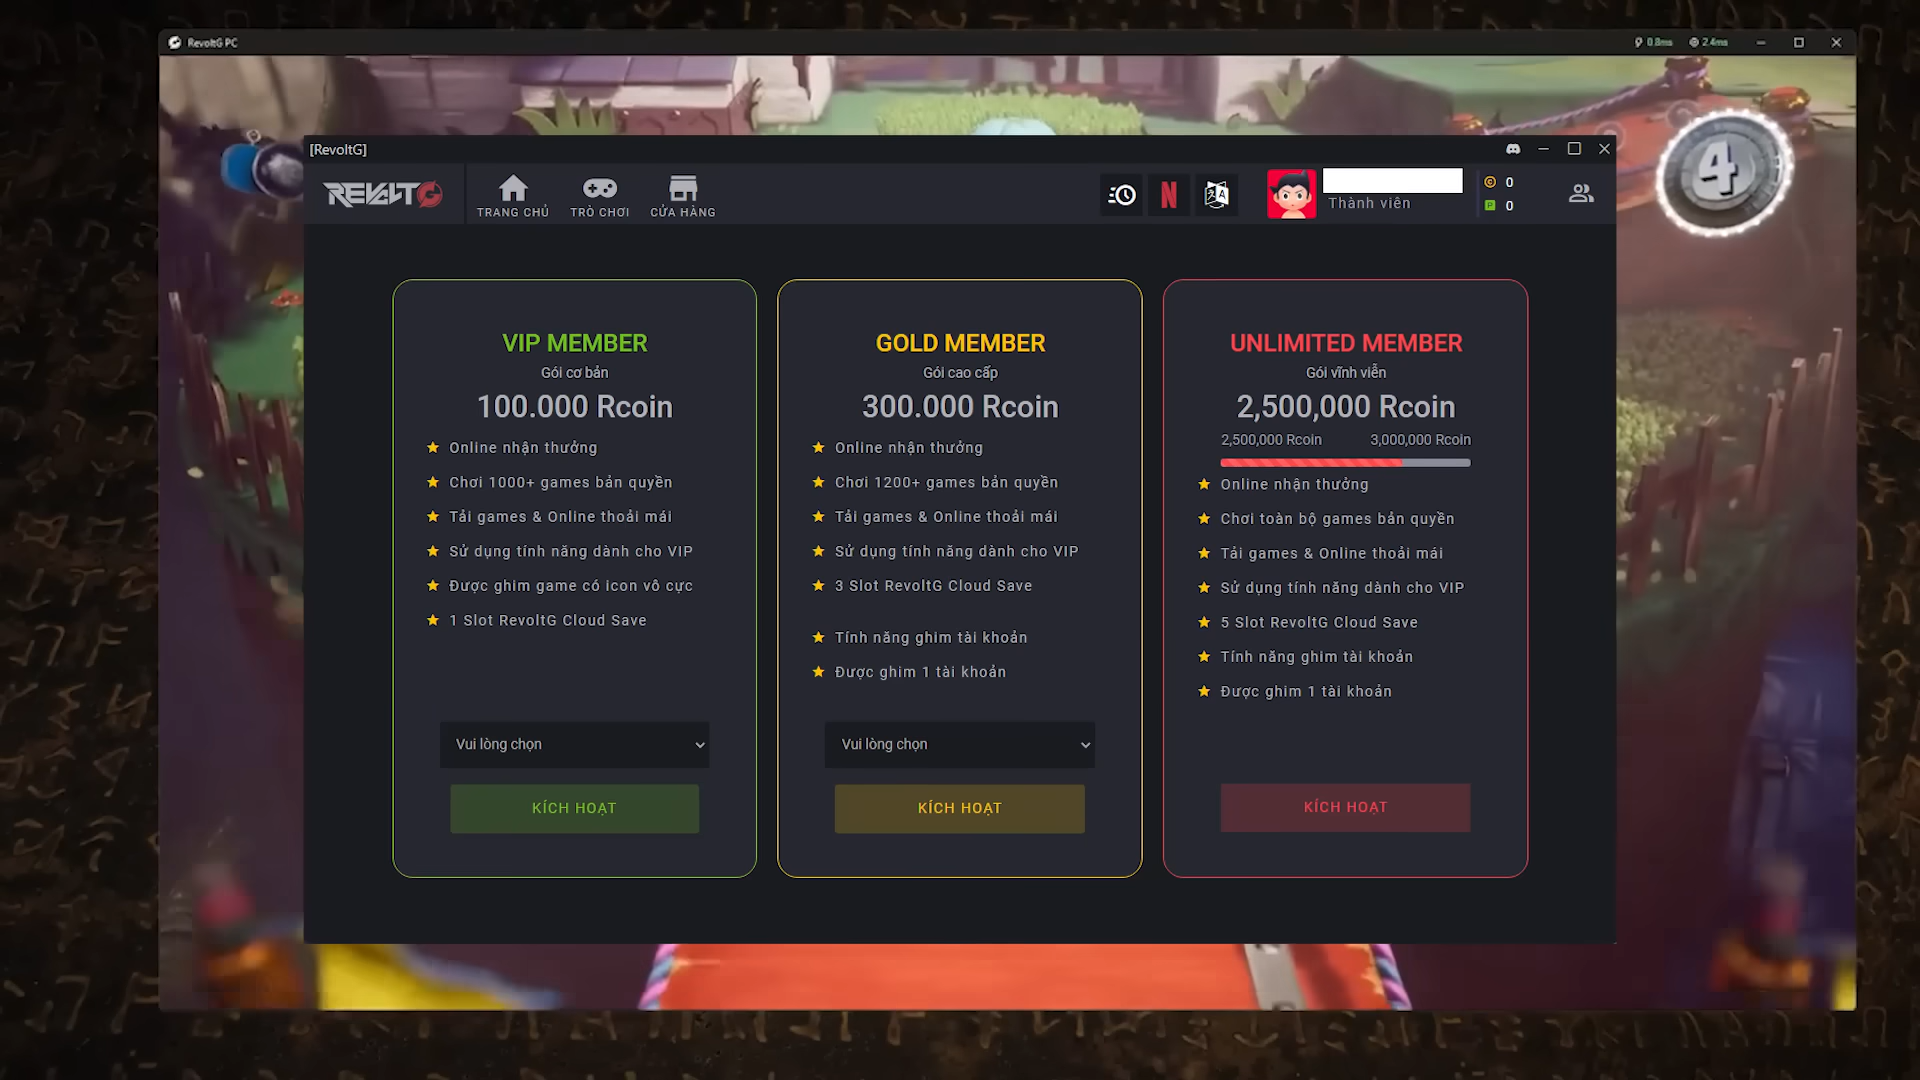 RevoltG PC
0.8ms
2.4ms
[RevoltG]
REVOLTG
TRANG CHỦ
TRÒ CHƠI
CỬA HÀNG
N
Thành viên
0
0
4
VIP MEMBER
Gói cơ bản
100.000 Rcoin
Online nhận thưởng
Chơi 1000+ games bản quyền
Tải games & Online thoải mái
Sử dụng tính năng dành cho VIP
Được ghim game có icon vô cực
1 Slot RevoltG Cloud Save
Vui lòng chọn
KÍCH HOẠT
GOLD MEMBER
Gói cao cấp
300.000 Rcoin
Online nhận thưởng
Chơi 1200+ games bản quyền
Tải games & Online thoải mái
Sử dụng tính năng dành cho VIP
3 Slot RevoltG Cloud Save
Tính năng ghim tài khoản
Được ghim 1 tài khoản
Vui lòng chọn
KÍCH HOẠT
UNLIMITED MEMBER
Gói vĩnh viễn
2,500,000 Rcoin
2,500,000 Rcoin 3,000,000 Rcoin
Online nhận thưởng
Chơi toàn bộ games bản quyền
Tải games & Online thoải mái
Sử dụng tính năng dành cho VIP
5 Slot RevoltG Cloud Save
Tính năng ghim tài khoản
Được ghim 1 tài khoản
KÍCH HOẠT